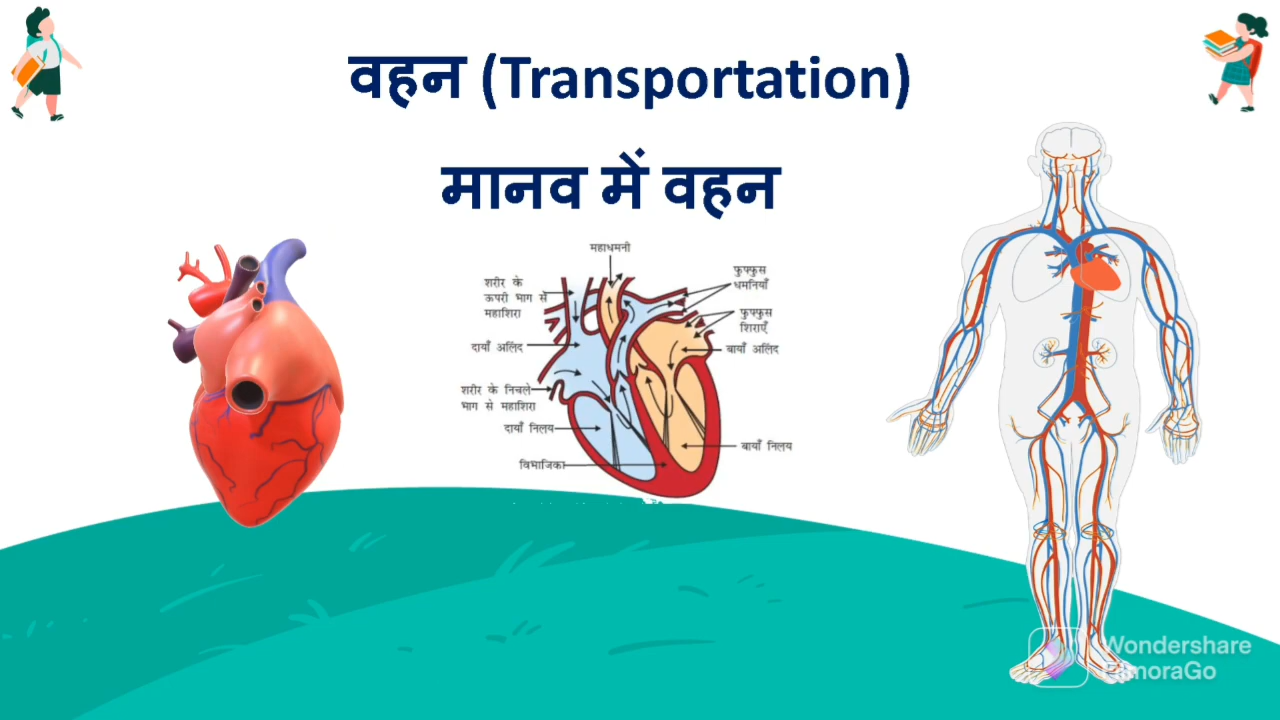 वहन (Transportation)
मानव में वहन
महाधमनी
शरीर के
ऊपरी भाग से
महाशिरा
फुफ्फुस
धमनियाँ
फुफ्फुस
शिराएँ
दायाँ अलिंद
बायाँ अलिंद
शरीर के निचले
भाग से महाशिरा
दायाँ निलय
बायाँ निलय
विभाजिका
Wondershare
FilmoraGo